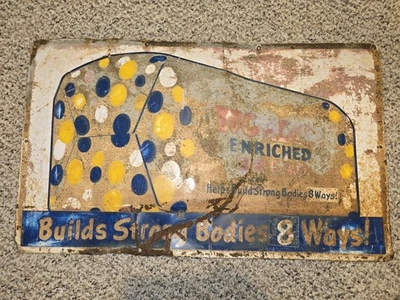 ENRICHED
Helps Build Strong Bodies 8 Ways!
Builds Strong Bodies 8 Ways!